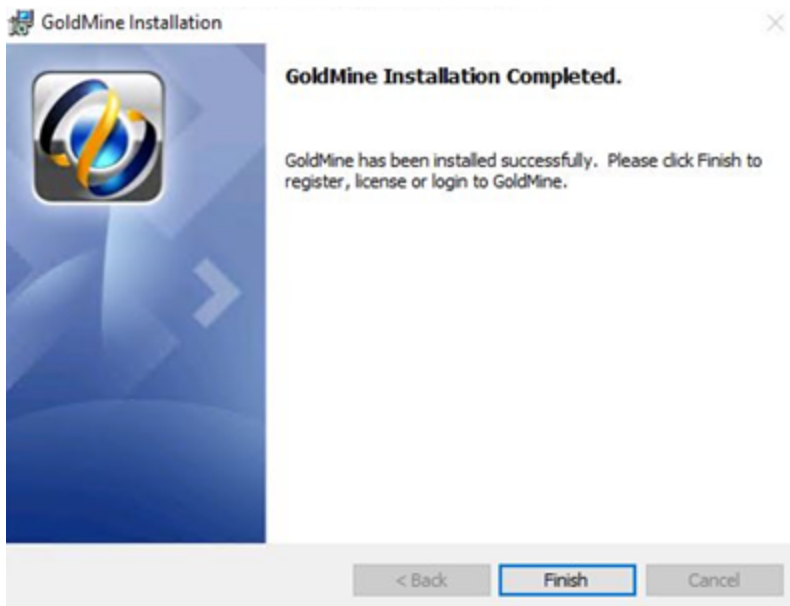 GoldMine Installation
GoldMine Installation Completed.
GoldMine has been installed successfully. Please click Finish to
register, license or login to GoldMine.
< Back Finish Cancel